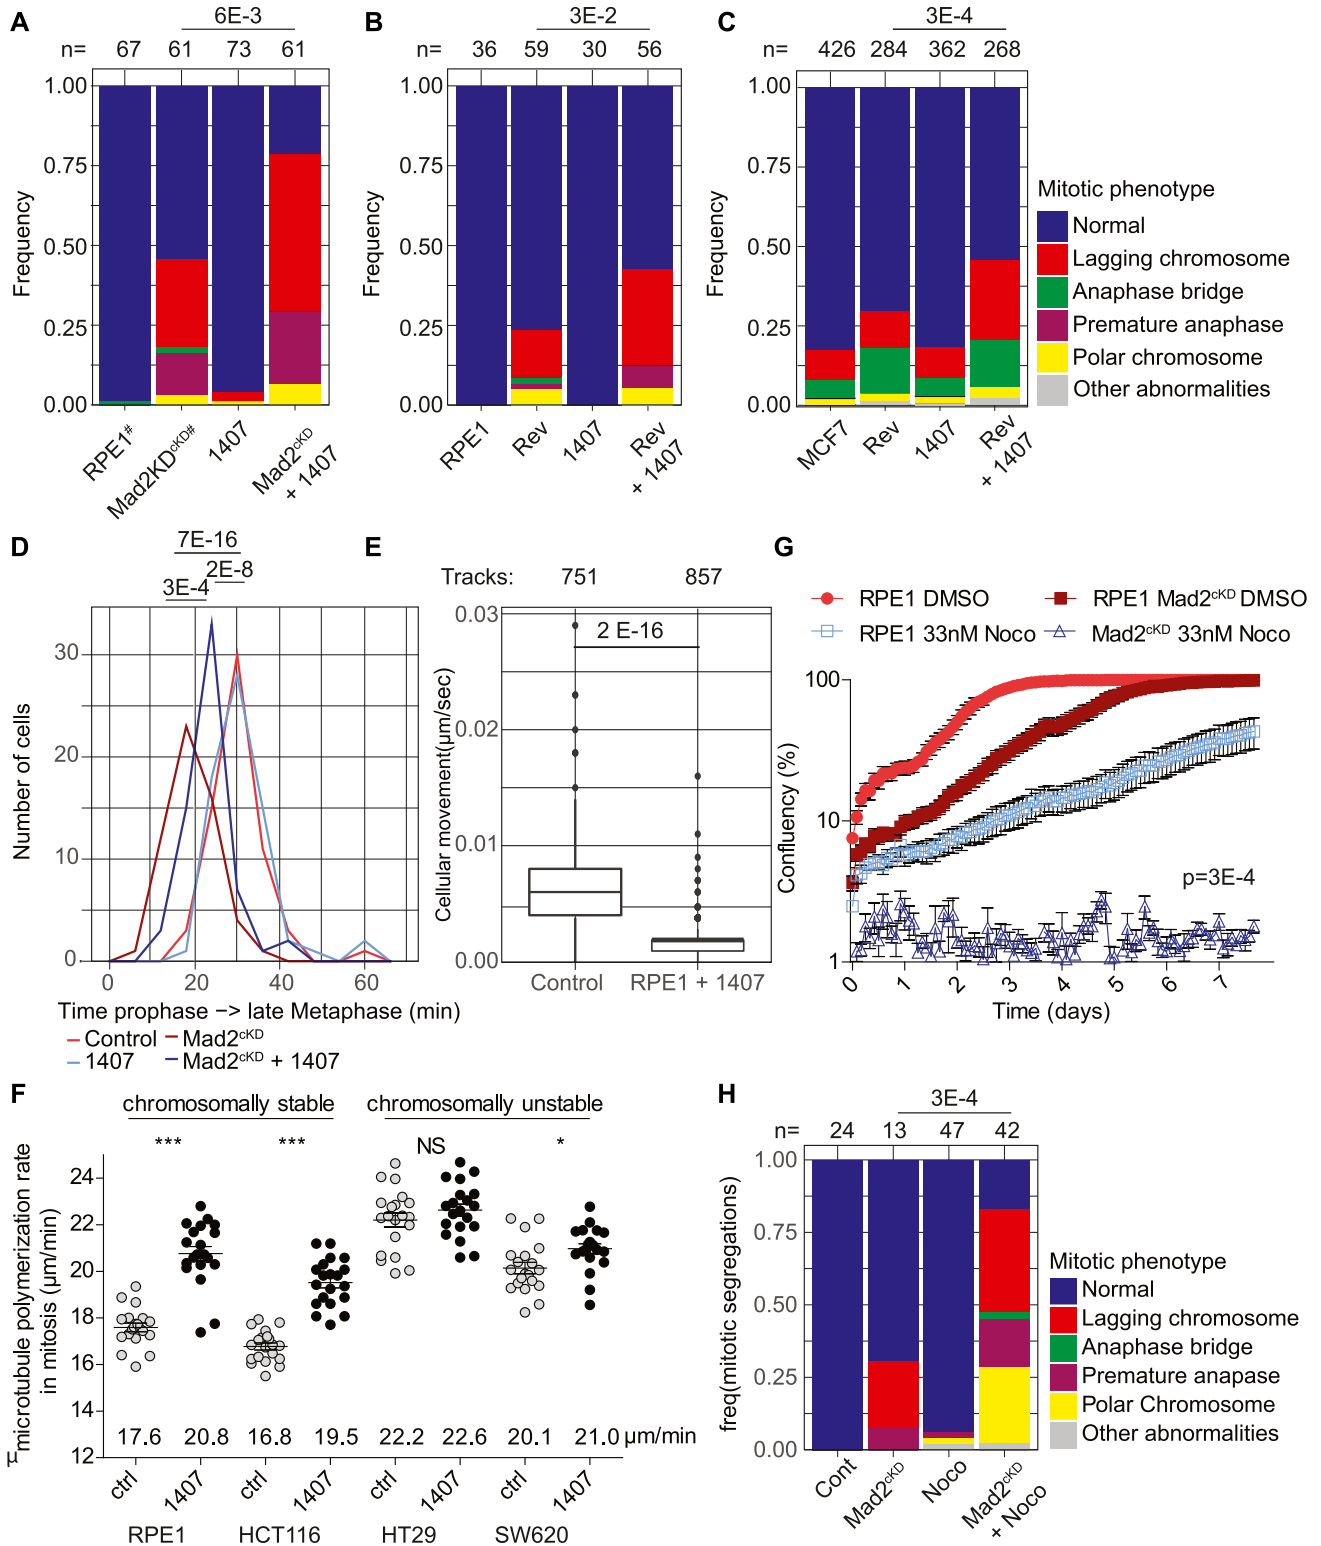 A
6E-3
n= 67 61 73 61
Frequency
1.00
0.75
0.50
0.25
0.00
RPE1#
Mad2KDcKD#
1407
Mad2cKD
+ 1407
B
3E-2
n= 36 59 30 56
Frequency
1.00
0.75
0.50
0.25
0.00
RPE1
Rev
1407
Rev
+ 1407
C
3E-4
n= 426 284 362 268
Frequency
1.00
0.75
0.50
0.25
0.00
MCF7
Rev
1407
Rev
+ 1407
Mitotic phenotype
Normal
Lagging chromosome
Anaphase bridge
Premature anaphase
Polar chromosome
Other abnormalities
D
7E-16
2E-8
3E-4
Number of cells
30
20
10
0
0 20 40 60
Time prophase -> late Metaphase (min)
Control Mad2cKD
1407 Mad2cKD + 1407
E
Tracks: 751 857
2 E-16
Cellular movement(µm/sec)
0.03
0.02
0.01
0.00
Control RPE1 + 1407
G
RPE1 DMSO RPE1 Mad2cKD DMSO
RPE1 33nM Noco Mad2cKD 33nM Noco
Confluency (%)
100
10
1
p=3E-4
0 1 2 3 4 5 6 7
Time (days)
F
chromosomally stable chromosomally unstable
*** *** NS *
µ
microtubule polymerization rate
in mitosis (µm/min)
24
22
20
18
16
14
12
17.6 20.8 16.8 19.5 22.2 22.6 20.1 21.0 µm/min
ctrl 1407 ctrl 1407 ctrl 1407 ctrl 1407
RPE1 HCT116 HT29 SW620
H
3E-4
n= 24 13 47 42
freq(mitotic segregations)
1.00
0.75
0.50
0.25
0.00
Cont
Mad2cKD
Noco
Mad2cKD
+ Noco
Mitotic phenotype
Normal
Lagging chromosome
Anaphase bridge
Premature anapase
Polar Chromosome
Other abnormalities